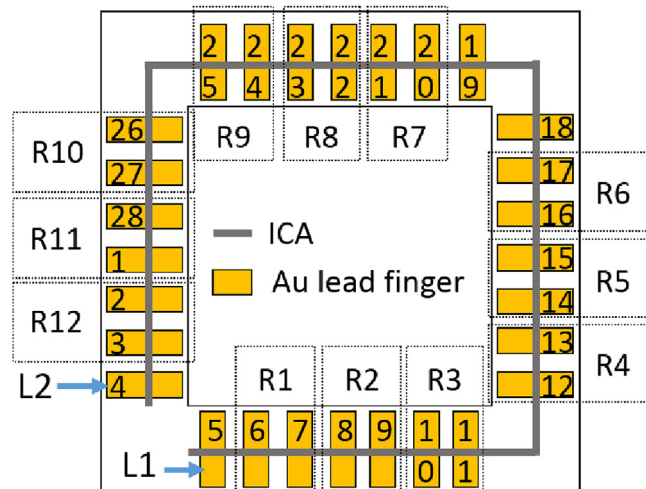 25 24 23 22 21 20 19
R9 R8 R7
26 18
R10
27 17
R6
28 16
R11 ICA
1 15
R5
2 Au lead finger 14
R12
3 13
R4
L2 4 12
R1 R2 R3
5 6 7 8 9 10 11
L1